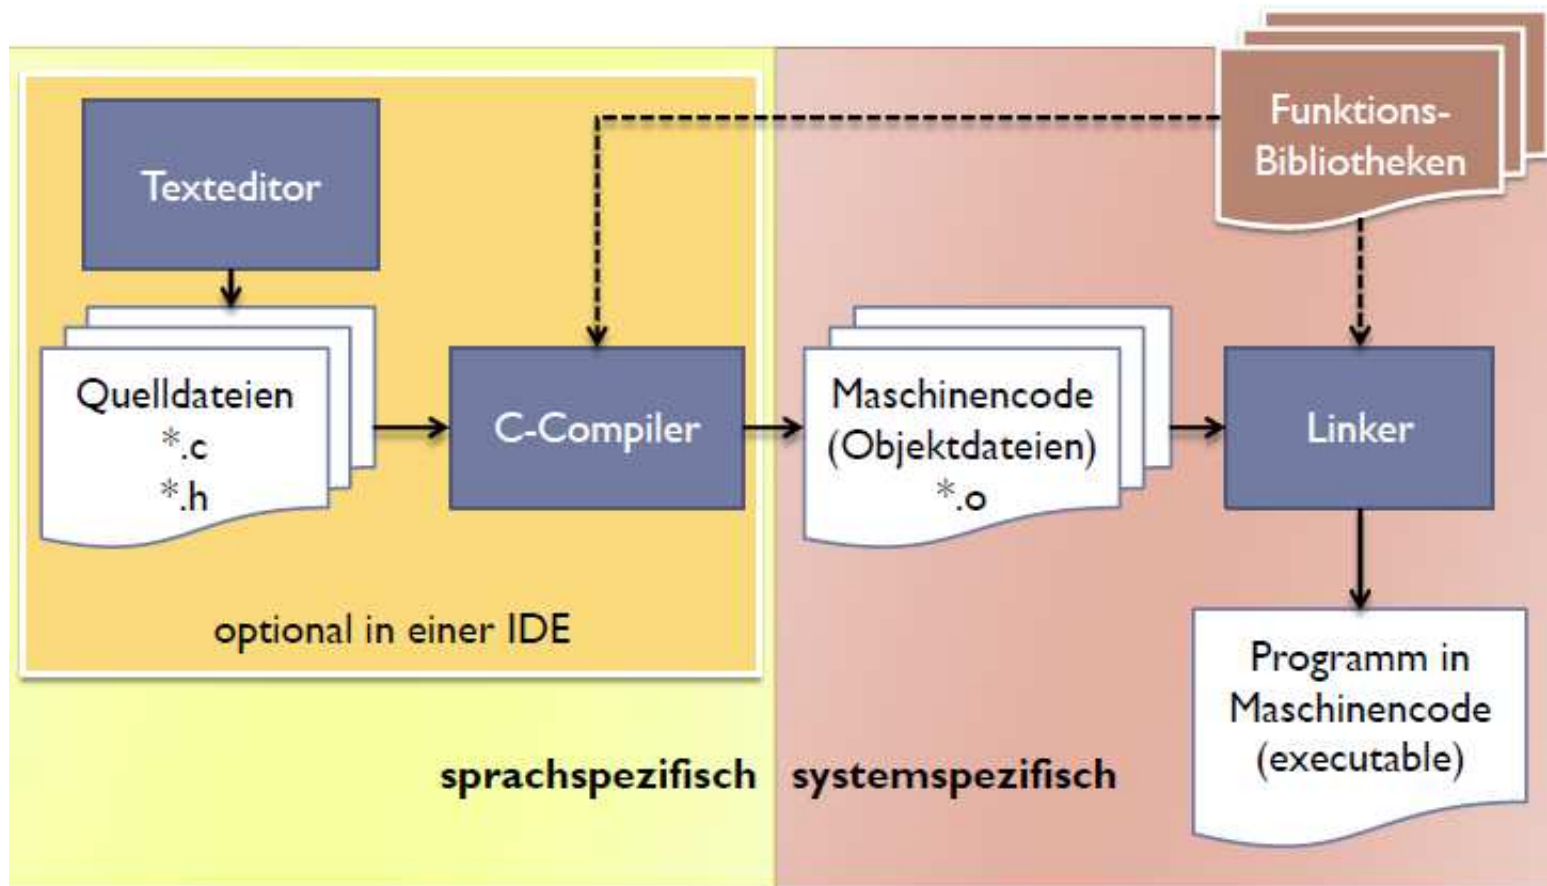 Funktions-
Bibliotheken
Texteditor
Quelldateien
*.c
*.h
C-Compiler
Maschinencode
(Objektdateien)
*.o
Linker
optional in einer IDE
Programm in
Maschinencode
(executable)
sprachspezifisch
systemspezifisch